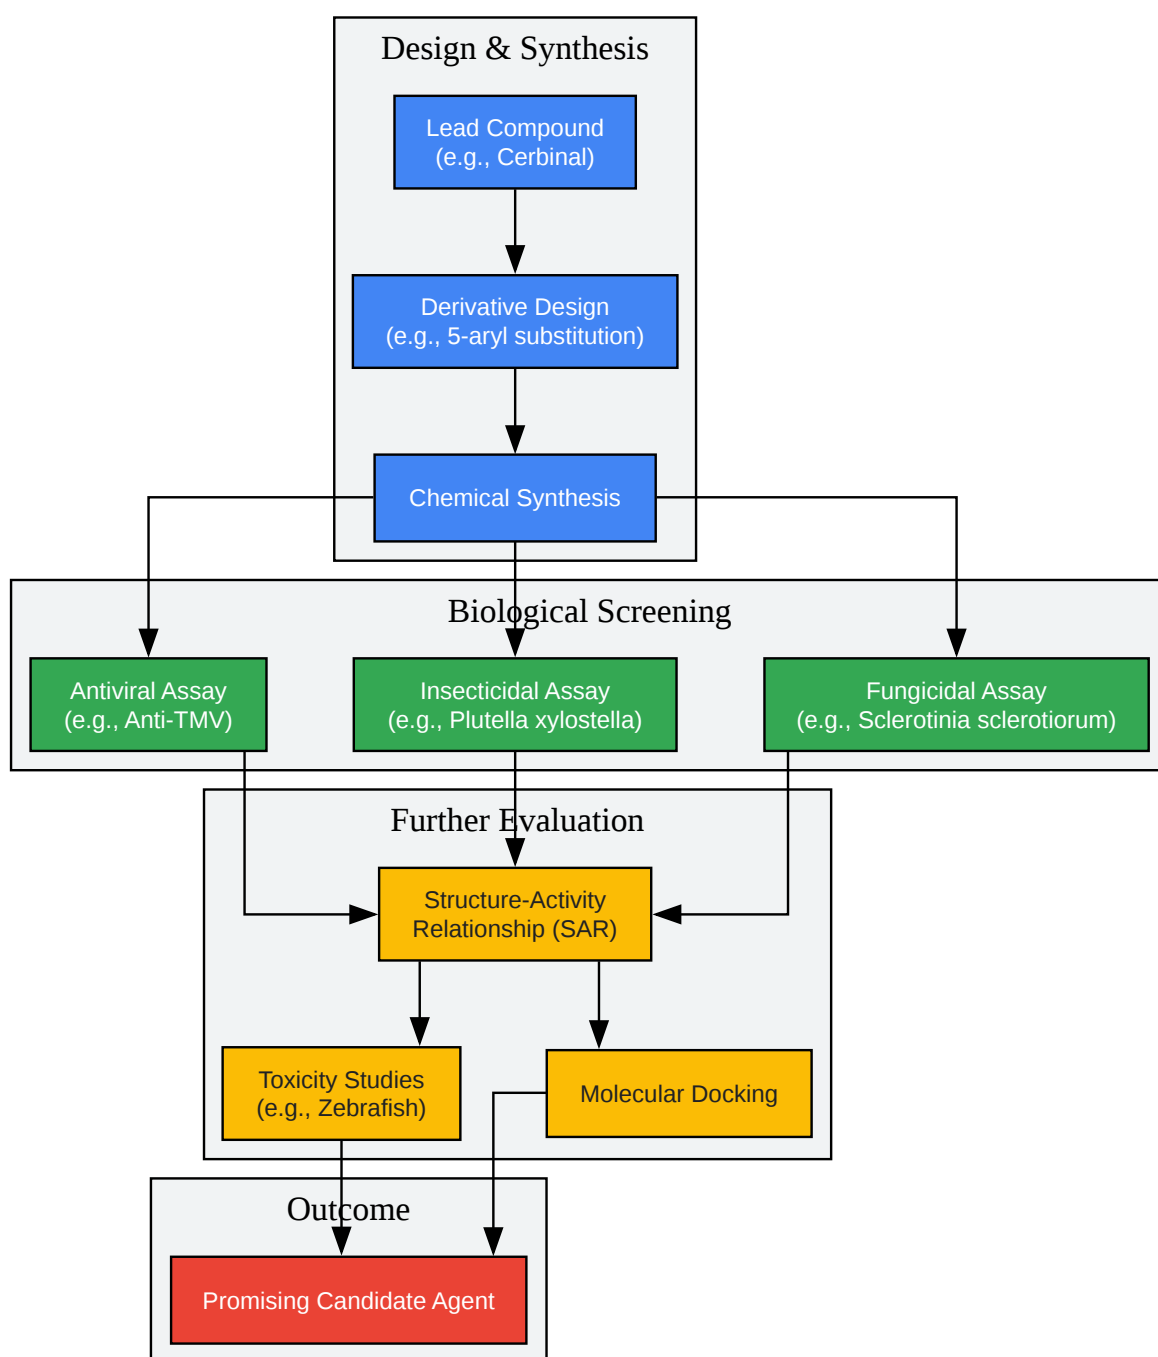 Design & Synthesis
Lead Compound
(e.g., Cerbinal)
Derivative Design
(e.g., 5-aryl substitution)
Chemical Synthesis
Biological Screening
Antiviral Assay
(e.g., Anti-TMV)
Insecticidal Assay
(e.g., Plutella xylostella)
Fungicidal Assay
(e.g., Sclerotinia sclerotiorum)
Further Evaluation
Structure-Activity
Relationship (SAR)
Toxicity Studies
(e.g., Zebrafish)
Molecular Docking
Outcome
Promising Candidate Agent